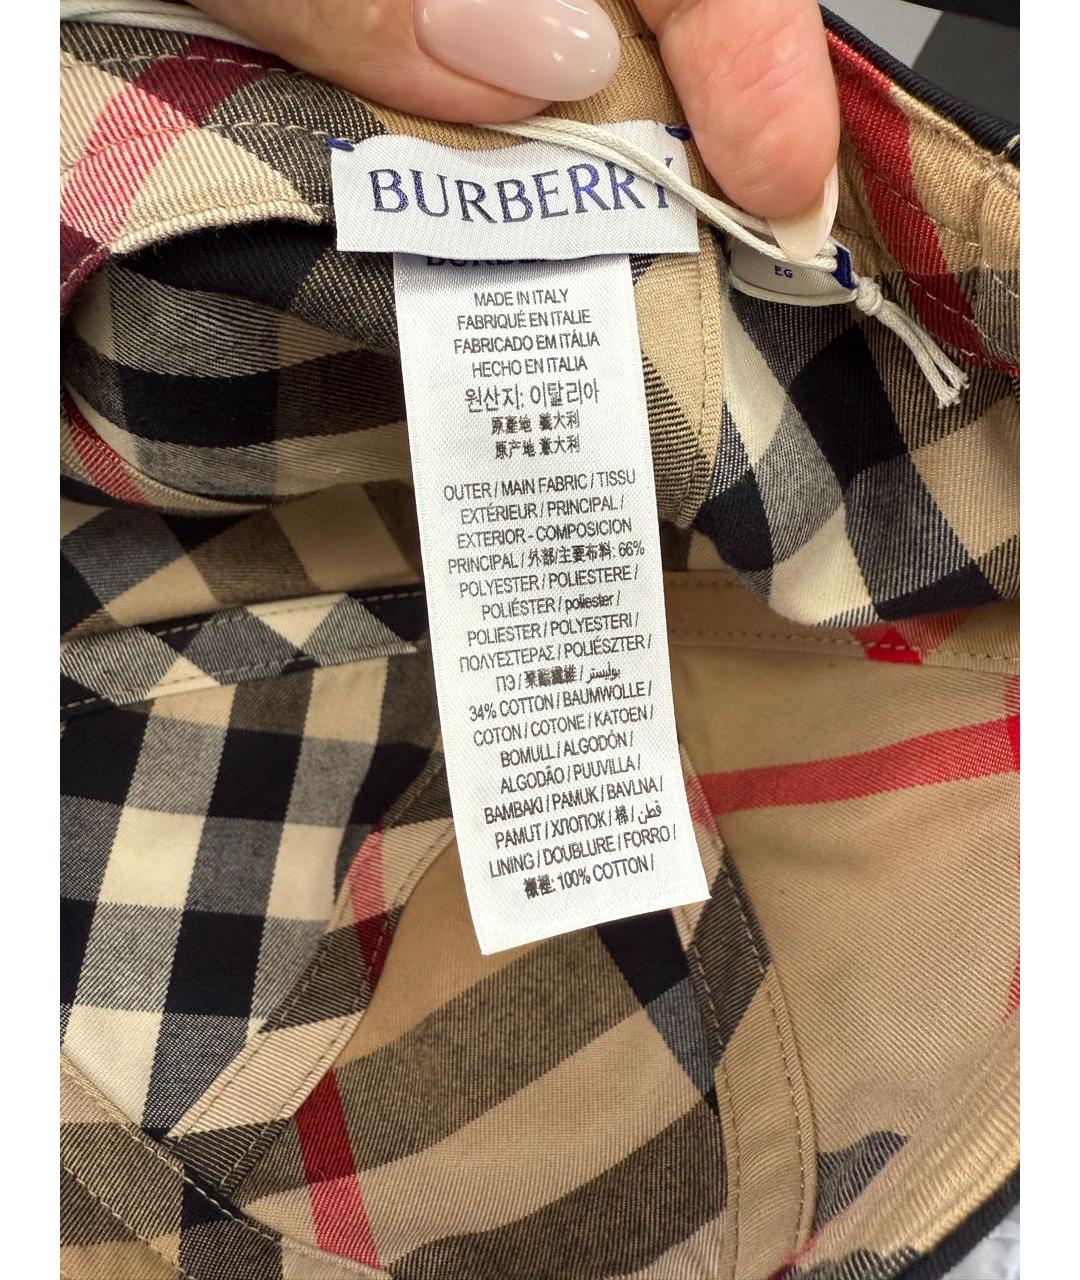 BURBERRY
EG
MADE IN ITALY
FABRIQUÉ EN ITALIE
FABRICADO EM ITÁLIA
HECHO EN ITALIA
원산지: 이탈리아
原產地 義大利
原产地 意大利
OUTER / MAIN FABRIC / TISSU
EXTÉRIEUR / PRINCIPAL /
EXTERIOR - COMPOSICION
PRINCIPAL / 外部/主要布料: 66%
POLYESTER / POLIESTERE /
POLIÉSTER / poliester /
POLIESTER / POLYESTERI /
ΠΟΛΥΕΣΤΕΡΑΣ / POLIÉSZTER /
ПЭ / 聚酯纖維 / بوليستر
34% COTTON / BAUMWOLLE /
COTON / COTONE / KATOEN /
BOMULL / ALGODÓN /
ALGODÃO / PUUVILLA /
BAMBAKI / PAMUK / BAVLNA /
PAMUT / ХЛОПОК / 棉 / قطن /
LINING / DOUBLURE / FORRO /
襯裡: 100% COTTON /